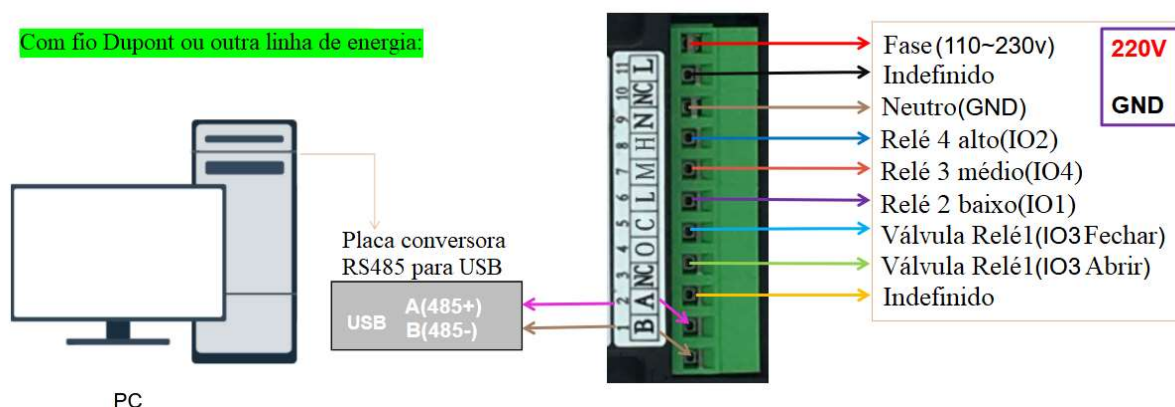 Com fio Dupont ou outra linha de energia:
Placa conversora
RS485 para USB
USB
A(485+)
B(485-)
PC
11 L
10 NC
9 N
8 H
7 M
6 L
5 C
4 O
3 NC
2 A
1 B
Fase(110~230v)
Indefinido
Neutro(GND)
Relé 4 alto(IO2)
Relé 3 médio(IO4)
Relé 2 baixo(IO1)
Válvula Relé1(IO3 Fechar)
Válvula Relé1(IO3 Abrir)
Indefinido
220V
GND